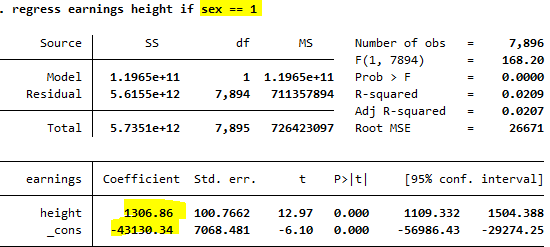 . regress earnings height if sex == 1
Source SS df MS Number of obs = 7,896
F(1, 7894) = 168.20
Model 1.1965e+11 1 1.1965e+11 Prob > F = 0.0000
Residual 5.6155e+12 7,894 711357894 R-squared = 0.0209
Adj R-squared = 0.0207
Total 5.7351e+12 7,895 726423097 Root MSE = 26671
earnings Coefficient Std. err. t P>|t| [95% conf. interval]
height 1306.86 100.7662 12.97 0.000 1109.332 1504.388
_cons -43130.34 7068.481 -6.10 0.000 -56986.43 -29274.25